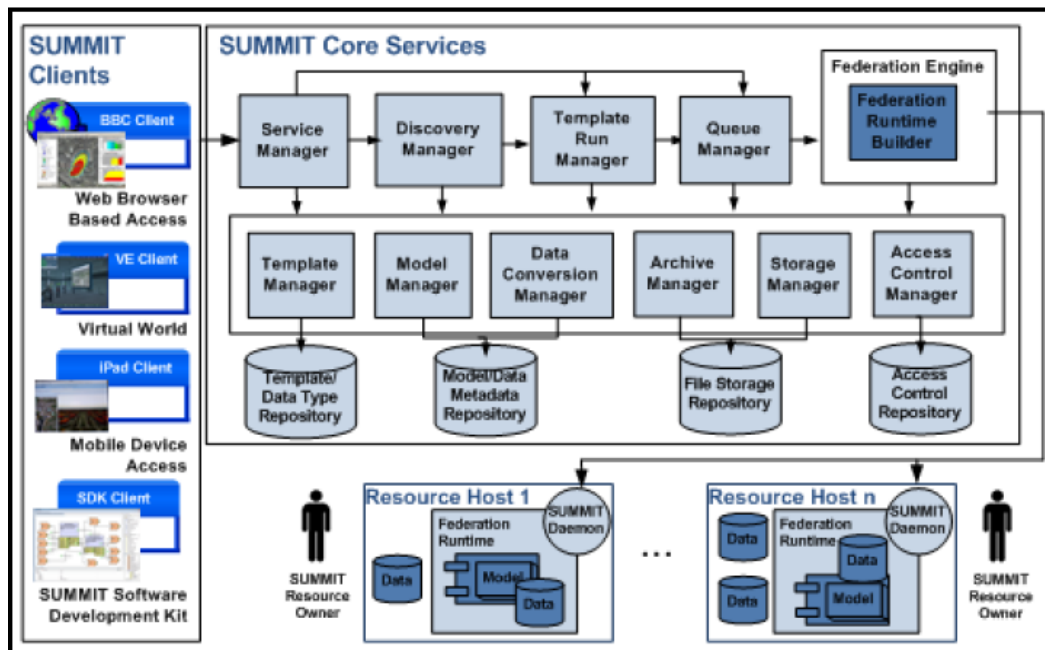 SUMMIT
Clients
BBC Client
Web Browser
Based Access
VE Client
Virtual World
iPad Client
Mobile Device
Access
SDK Client
SUMMIT Software
Development Kit
SUMMIT Core Services
Service
Manager
Discovery
Manager
Template
Run
Manager
Queue
Manager
Federation Engine
Federation
Runtime
Builder
Template
Manager
Model
Manager
Data
Conversion
Manager
Archive
Manager
Storage
Manager
Access
Control
Manager
Template/
Data Type
Repository
Model/Data
Metadata
Repository
File Storage
Repository
Access
Control
Repository
SUMMIT
Resource
Owner
Resource Host 1
SUMMIT
Daemon
Federation
Runtime
Data
Model
Data
...
Resource Host n
SUMMIT
Daemon
Federation
Runtime
Data
Data
Data
Model
SUMMIT
Resource
Owner